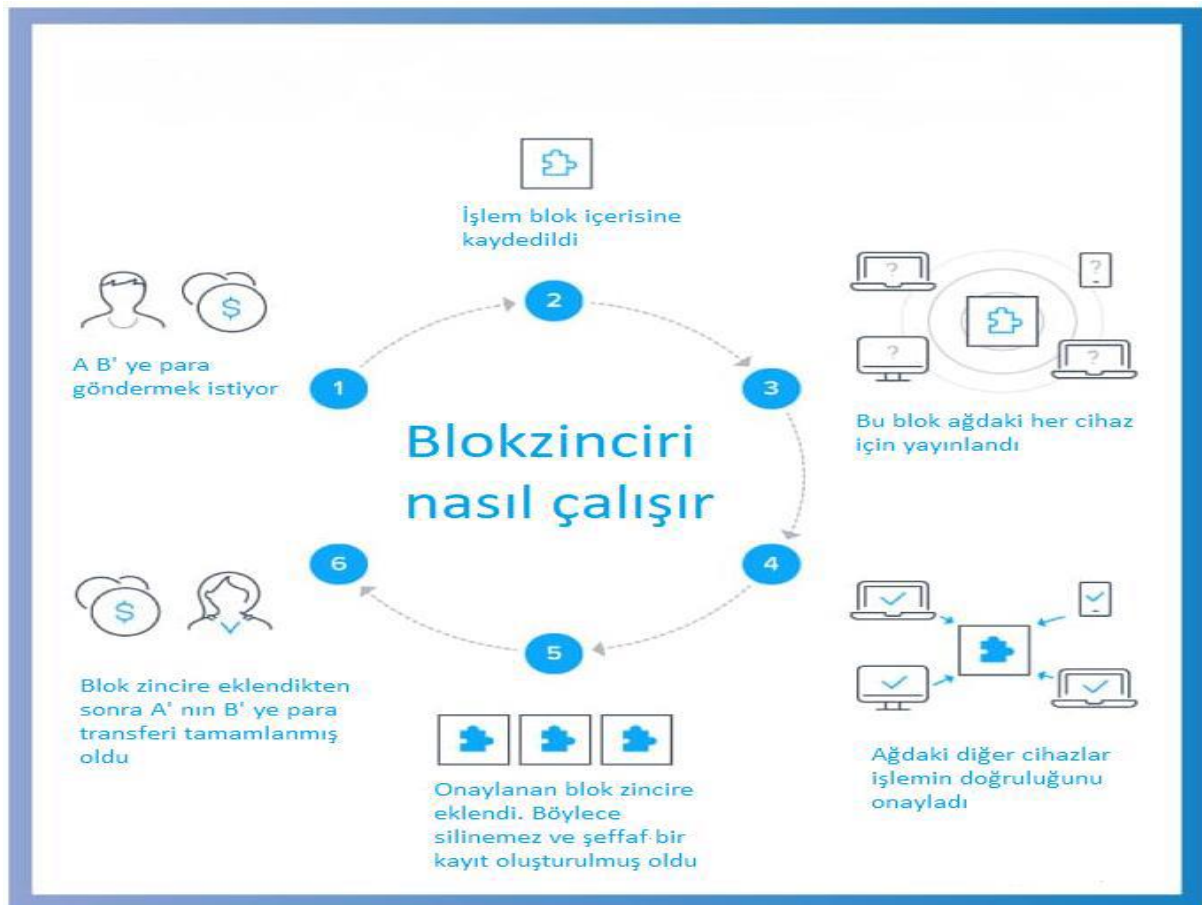 Blokzinciri
nasıl çalışır
1
A B' ye para
göndermek istiyor
2
İşlem blok içerisine
kaydedildi
3
Bu blok ağdaki her cihaz
için yayınlandı
4
Ağdaki diğer cihazlar
işlemin doğruluğunu
onayladı
5
Onaylanan blok zincire
eklendi. Böylece
silinemez ve şeffaf bir
kayıt oluşturulmuş oldu
6
Blok zincire eklendikten
sonra A' nın B' ye para
transferi tamamlanmış
oldu
$
$
?
?
?
?